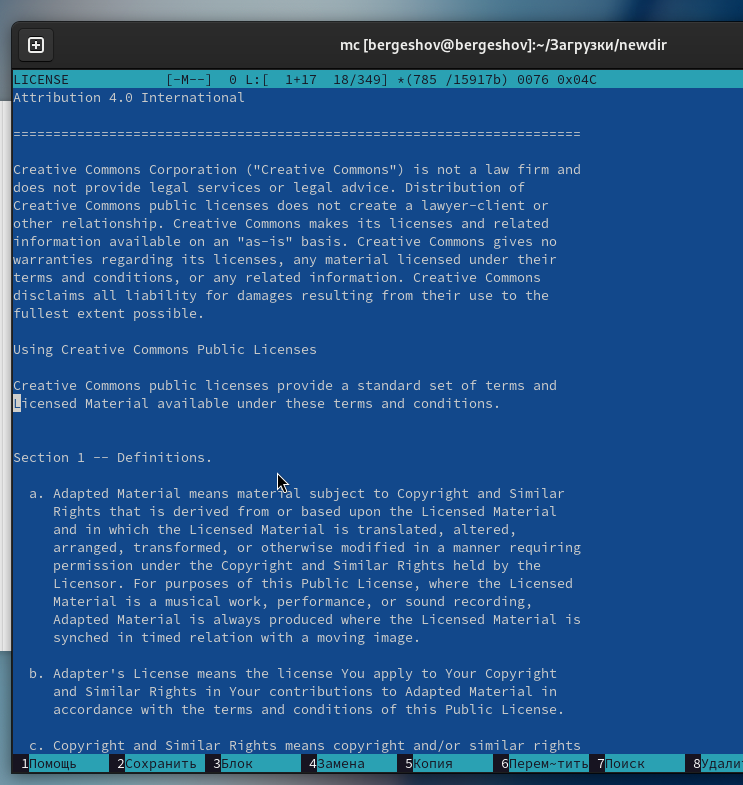 mc [bergeshov@bergeshov]:~/Загрузки/newdir
LICENSE [-M--] 0 L:[ 1+17 18/349] *(785 /15917b) 0076 0x04C
Attribution 4.0 International
=======================================================================
Creative Commons Corporation ("Creative Commons") is not a law firm and
does not provide legal services or legal advice. Distribution of
Creative Commons public licenses does not create a lawyer-client or
other relationship. Creative Commons makes its licenses and related
information available on an "as-is" basis. Creative Commons gives no
warranties regarding its licenses, any material licensed under their
terms and conditions, or any related information. Creative Commons
disclaims all liability for damages resulting from their use to the
fullest extent possible.
Using Creative Commons Public Licenses
Creative Commons public licenses provide a standard set of terms and
Licensed Material available under these terms and conditions.
Section 1 -- Definitions.
a. Adapted Material means material subject to Copyright and Similar
Rights that is derived from or based upon the Licensed Material
and in which the Licensed Material is translated, altered,
arranged, transformed, or otherwise modified in a manner requiring
permission under the Copyright and Similar Rights held by the
Licensor. For purposes of this Public License, where the Licensed
Material is a musical work, performance, or sound recording,
Adapted Material is always produced where the Licensed Material is
synched in timed relation with a moving image.
b. Adapter's License means the license You apply to Your Copyright
and Similar Rights in Your contributions to Adapted Material in
accordance with the terms and conditions of this Public License.
c. Copyright and Similar Rights means copyright and/or similar rights
1Помощь 2Сохранить 3Блок 4Замена 5Копия 6Перем~тить 7Поиск 8Удали